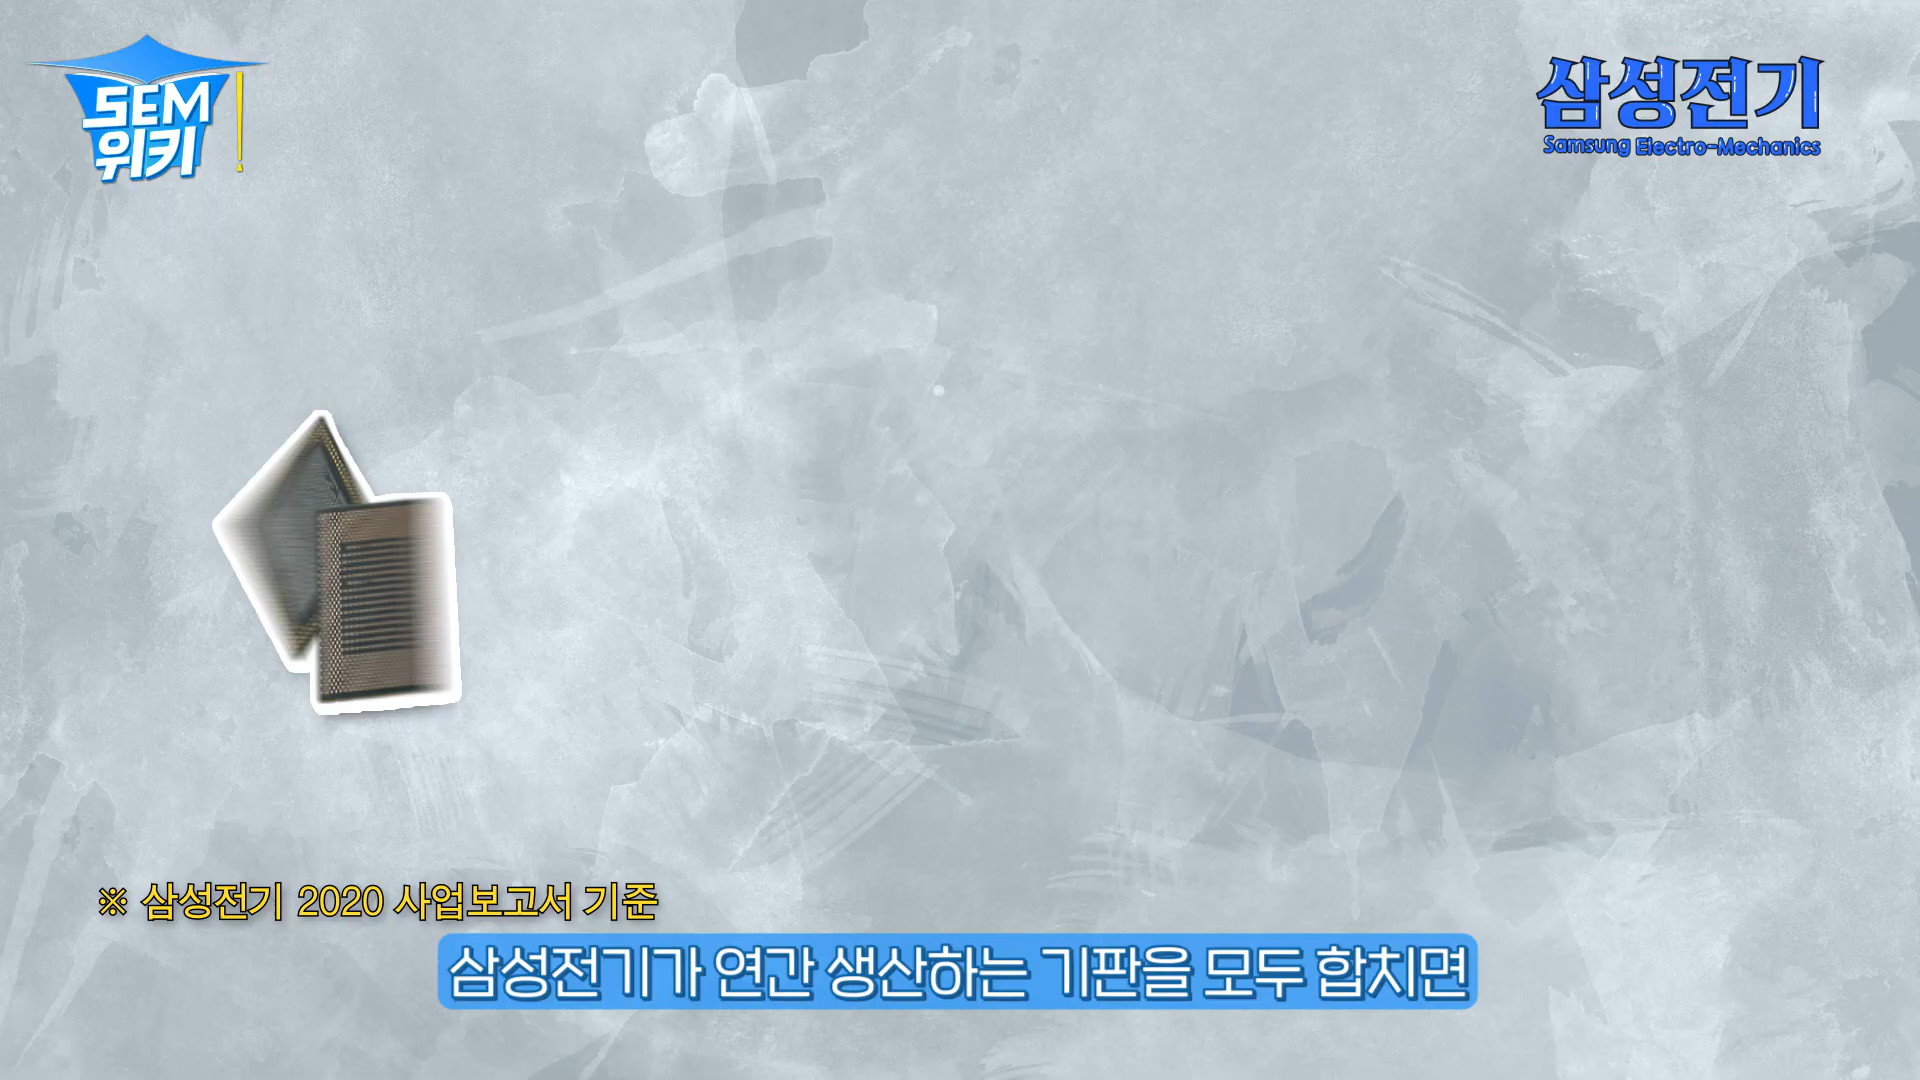 SEM
위키
삼성전기
Samsung Electro-Mechanics
※ 삼성전기 2020 사업보고서 기준
삼성전기가 연간 생산하는 기판을 모두 합치면